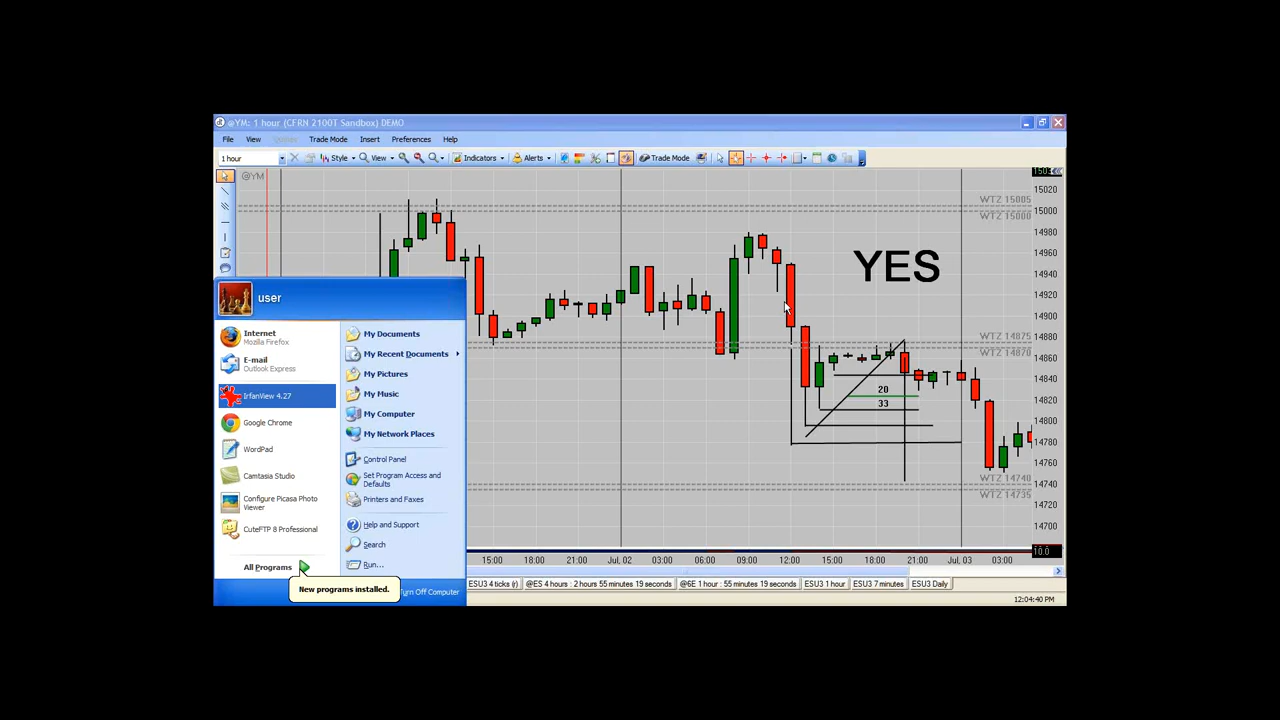 @YM: 1 hour (CFRN 2100T Sandbox) DEMO
File View Insert Trade Mode Preferences Help
1 hour Style View Indicators Alerts Trade Mode
@YM
WTZ 15005
WTZ 15000
YES
WTZ 14875
WTZ 14870
20
33
WTZ 14740
WTZ 14735
15020
15000
14980
14960
14940
14920
14900
14880
14860
14840
14820
14800
14780
14760
14740
14720
14700
10.0
15:00 18:00 21:00 Jul, 02 03:00 06:00 09:00 12:00 15:00 18:00 21:00 Jul, 03 03:00
user
Internet
Mozilla Firefox
E-mail
Outlook Express
IrfanView 4.27
Google Chrome
WordPad
Camtasia Studio
Configure Picasa Photo
Viewer
CuteFTP 8 Professional
All Programs
New programs installed.
My Documents
My Recent Documents
My Pictures
My Music
My Computer
My Network Places
Control Panel
Set Program Access and
Defaults
Printers and Faxes
Help and Support
Search
Run...
Turn Off Computer
ESU3 4 ticks (r) @ES 4 hours : 2 hours 55 minutes 19 seconds @6E 1 hour : 55 minutes 19 seconds ESU3 1 hour ESU3 7 minutes ESU3 Daily
12:04:40 PM